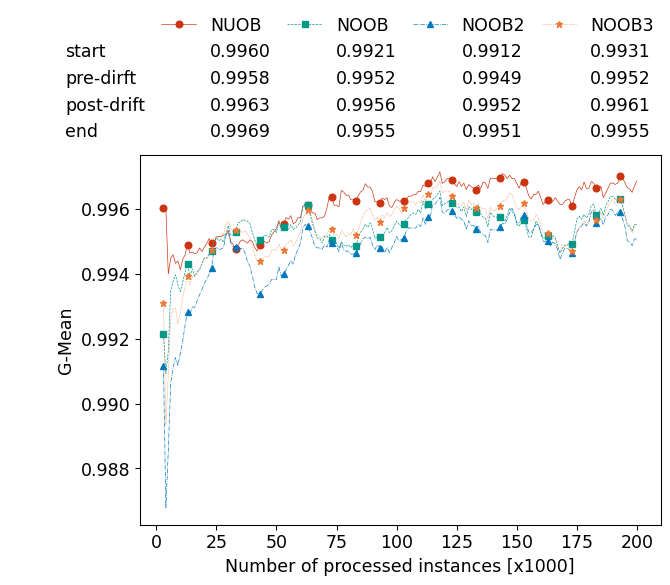 NUOB NOOB NOOB2 NOOB3
start 0.9960 0.9921 0.9912 0.9931
pre-dirft 0.9958 0.9952 0.9949 0.9952
post-drift 0.9963 0.9956 0.9952 0.9961
end 0.9969 0.9955 0.9951 0.9955
G-Mean
0.996
0.994
0.992
0.990
0.988
0 25 50 75 100 125 150 175 200
Number of processed instances [x1000]